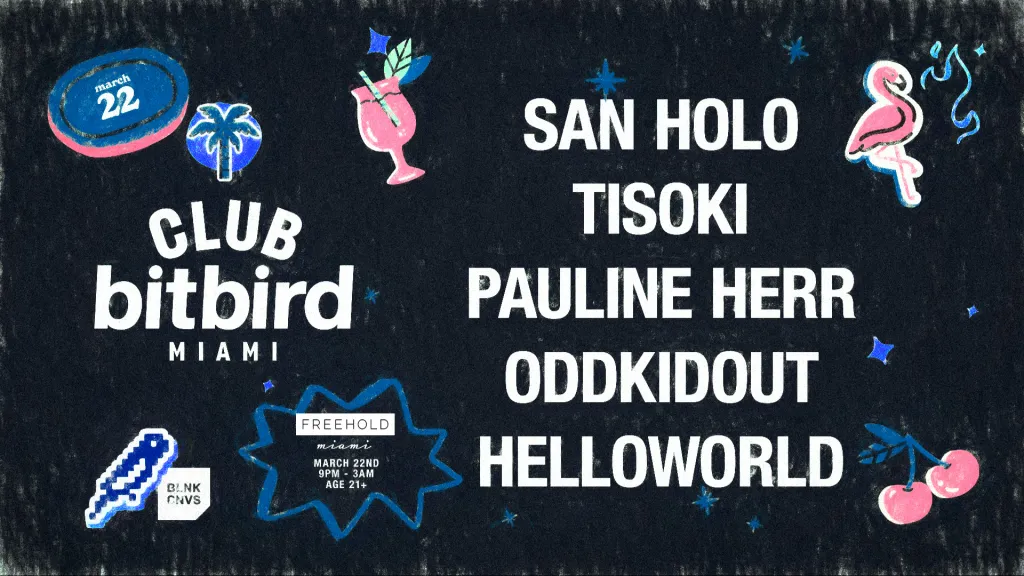 march
22
CLUB
bitbird
MIAMI
SAN HOLO
TISOKI
PAULINE HERR
ODDKIDOUT
HELLOWORLD
FREEHOLD
miami
MARCH 22ND
9PM - 3AM
AGE 21+
BLNK
CNVS